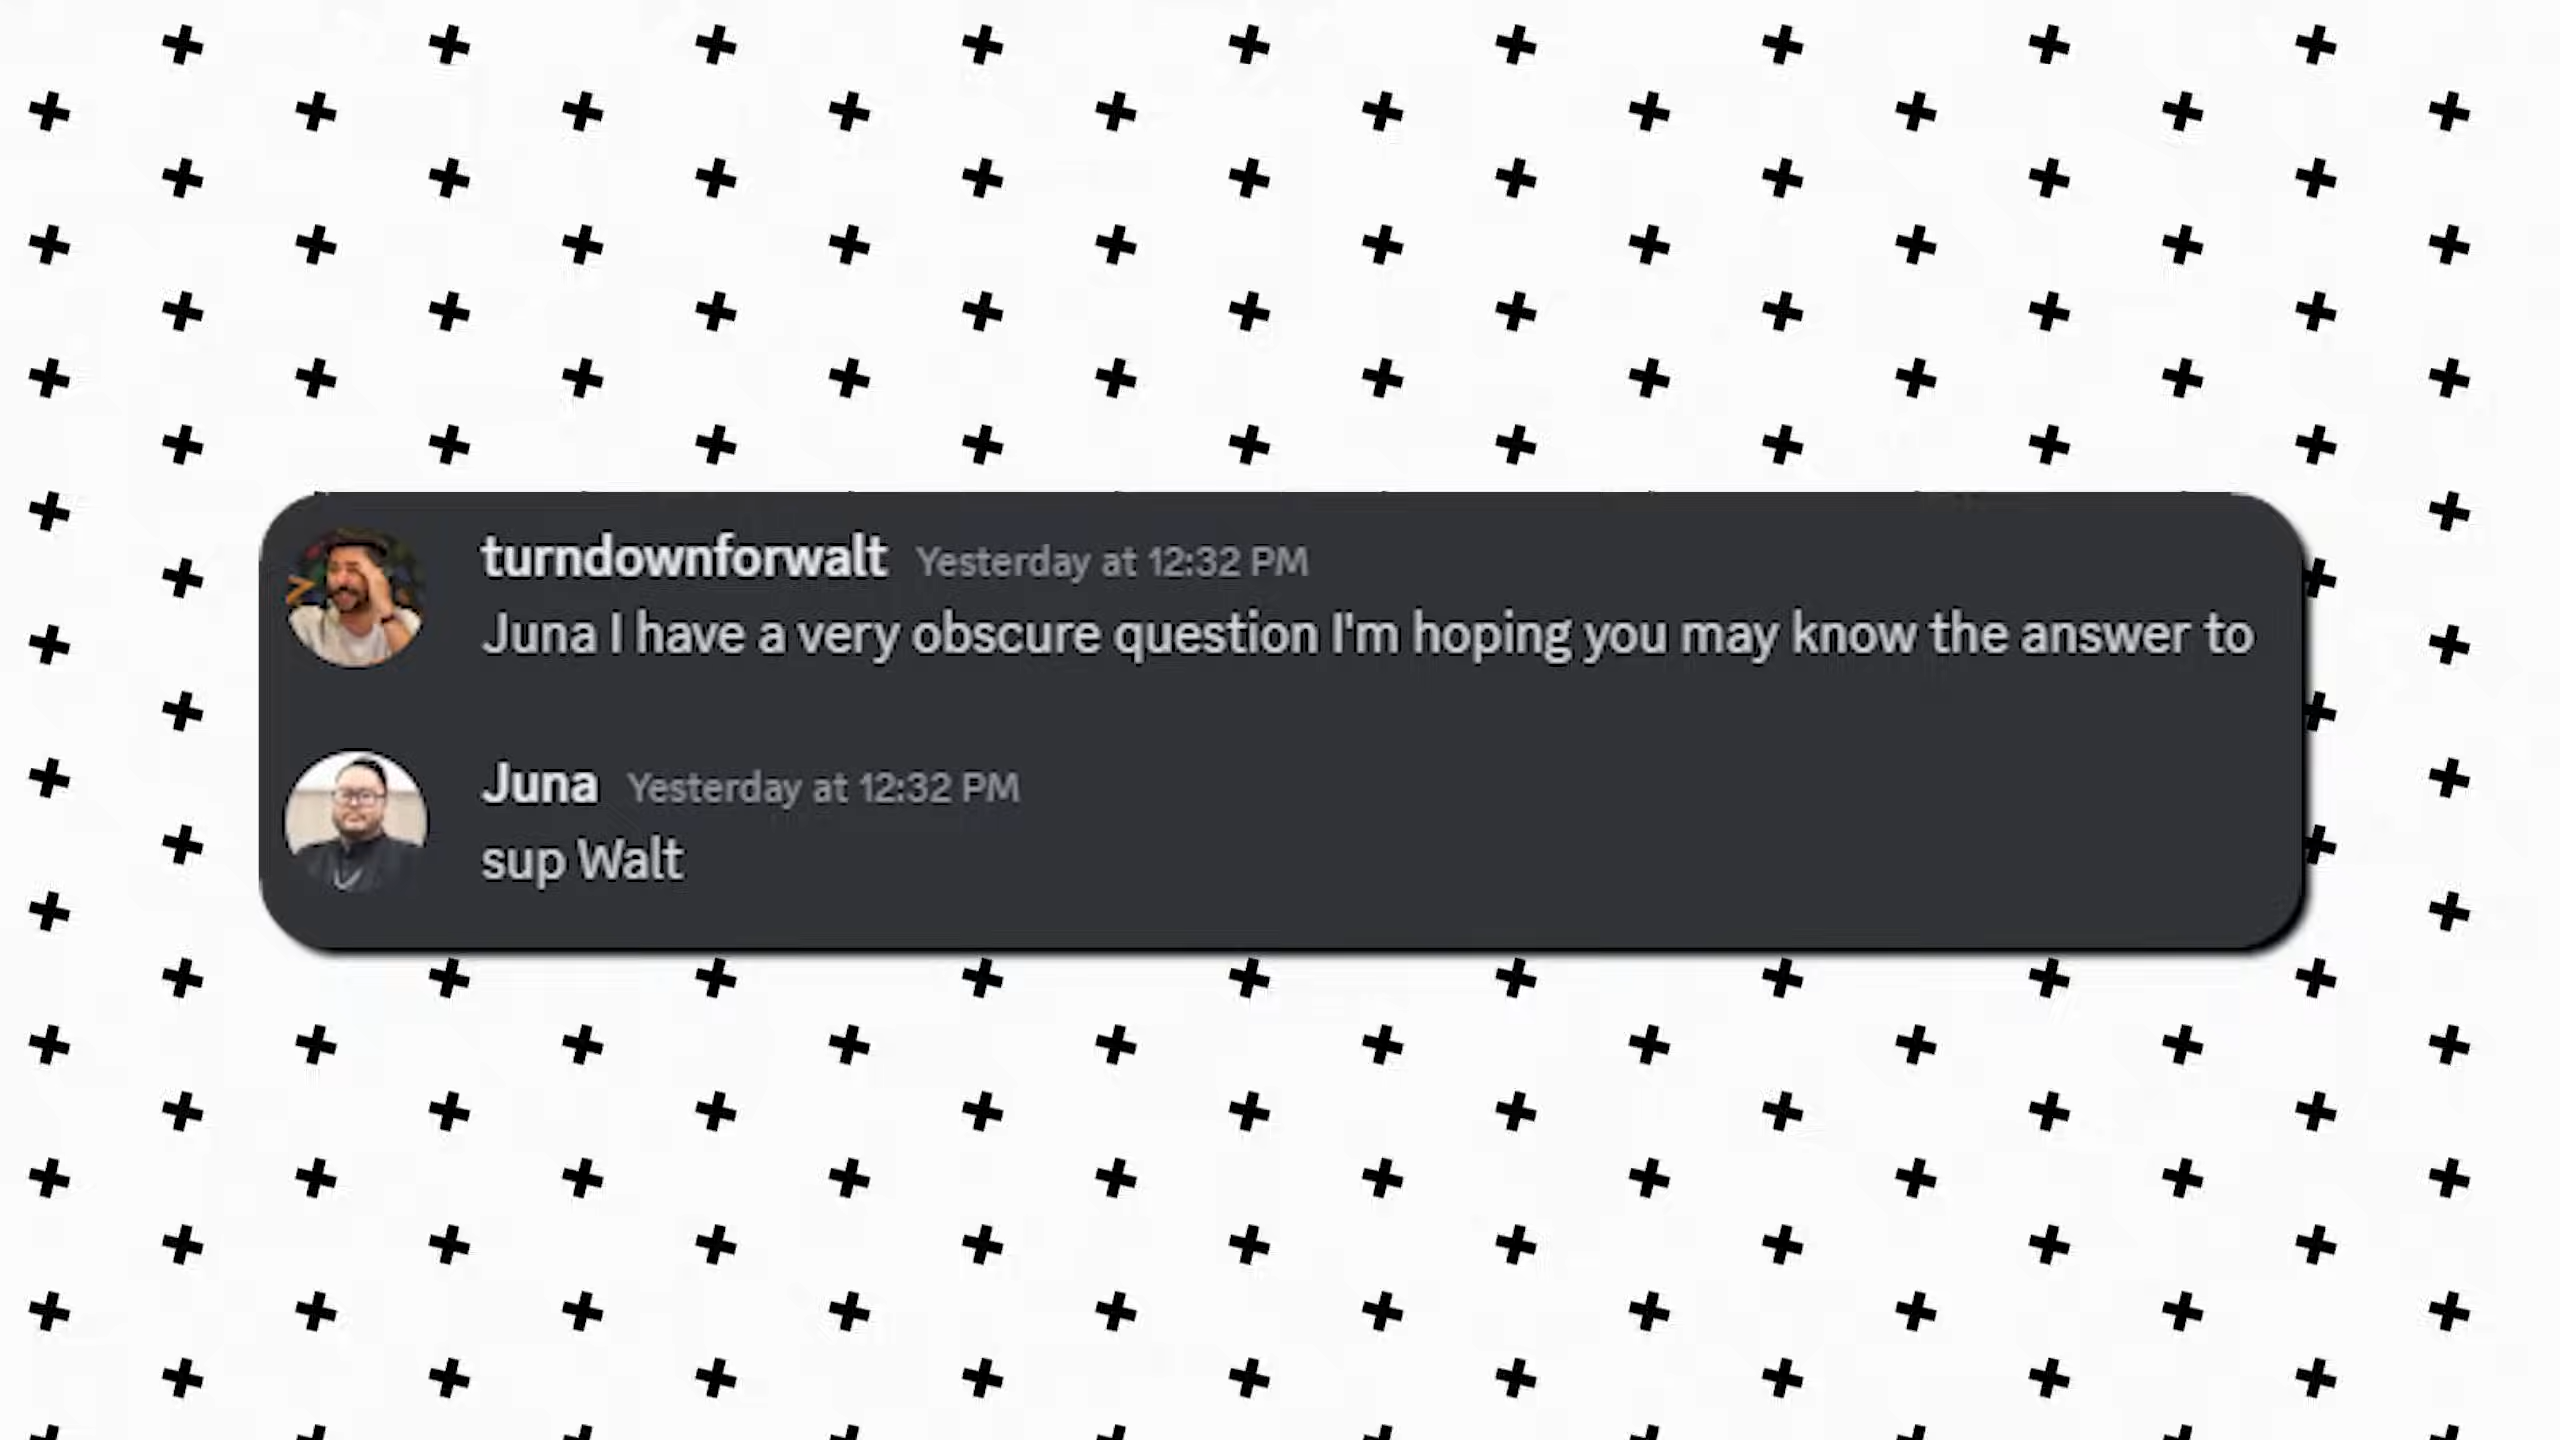 turndownforwalt Yesterday at 12:32 PM
Juna I have a very obscure question I'm hoping you may know the answer to
Juna Yesterday at 12:32 PM
sup Walt